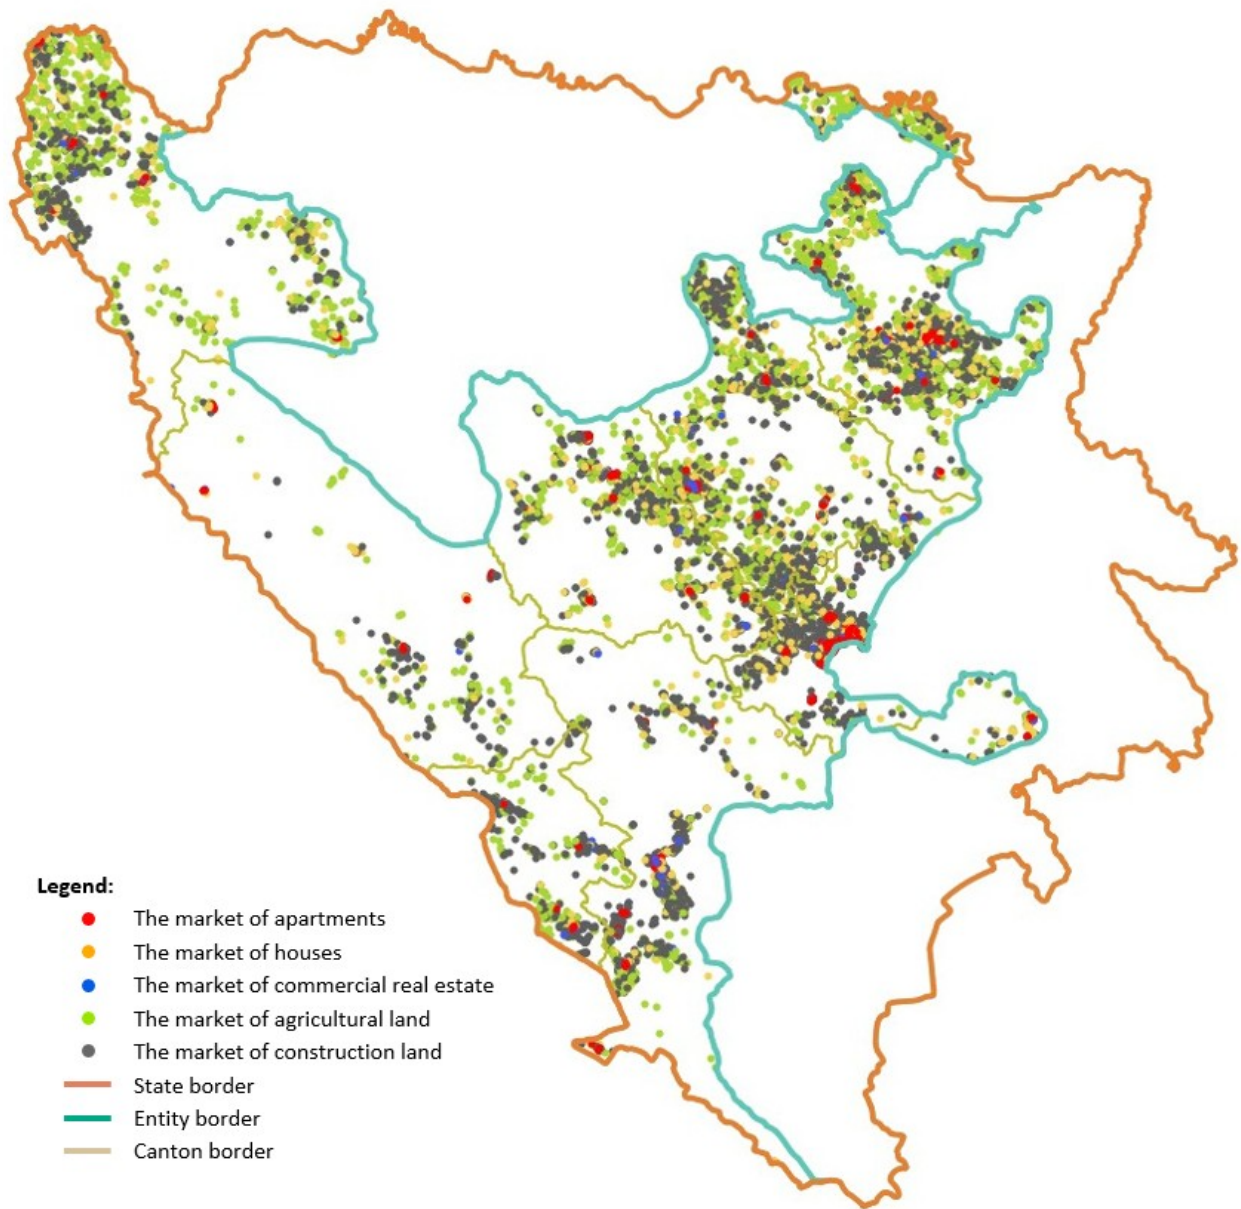 Legend:
The market of apartments
The market of houses
The market of commercial real estate
The market of agricultural land
The market of construction land
State border
Entity border
Canton border